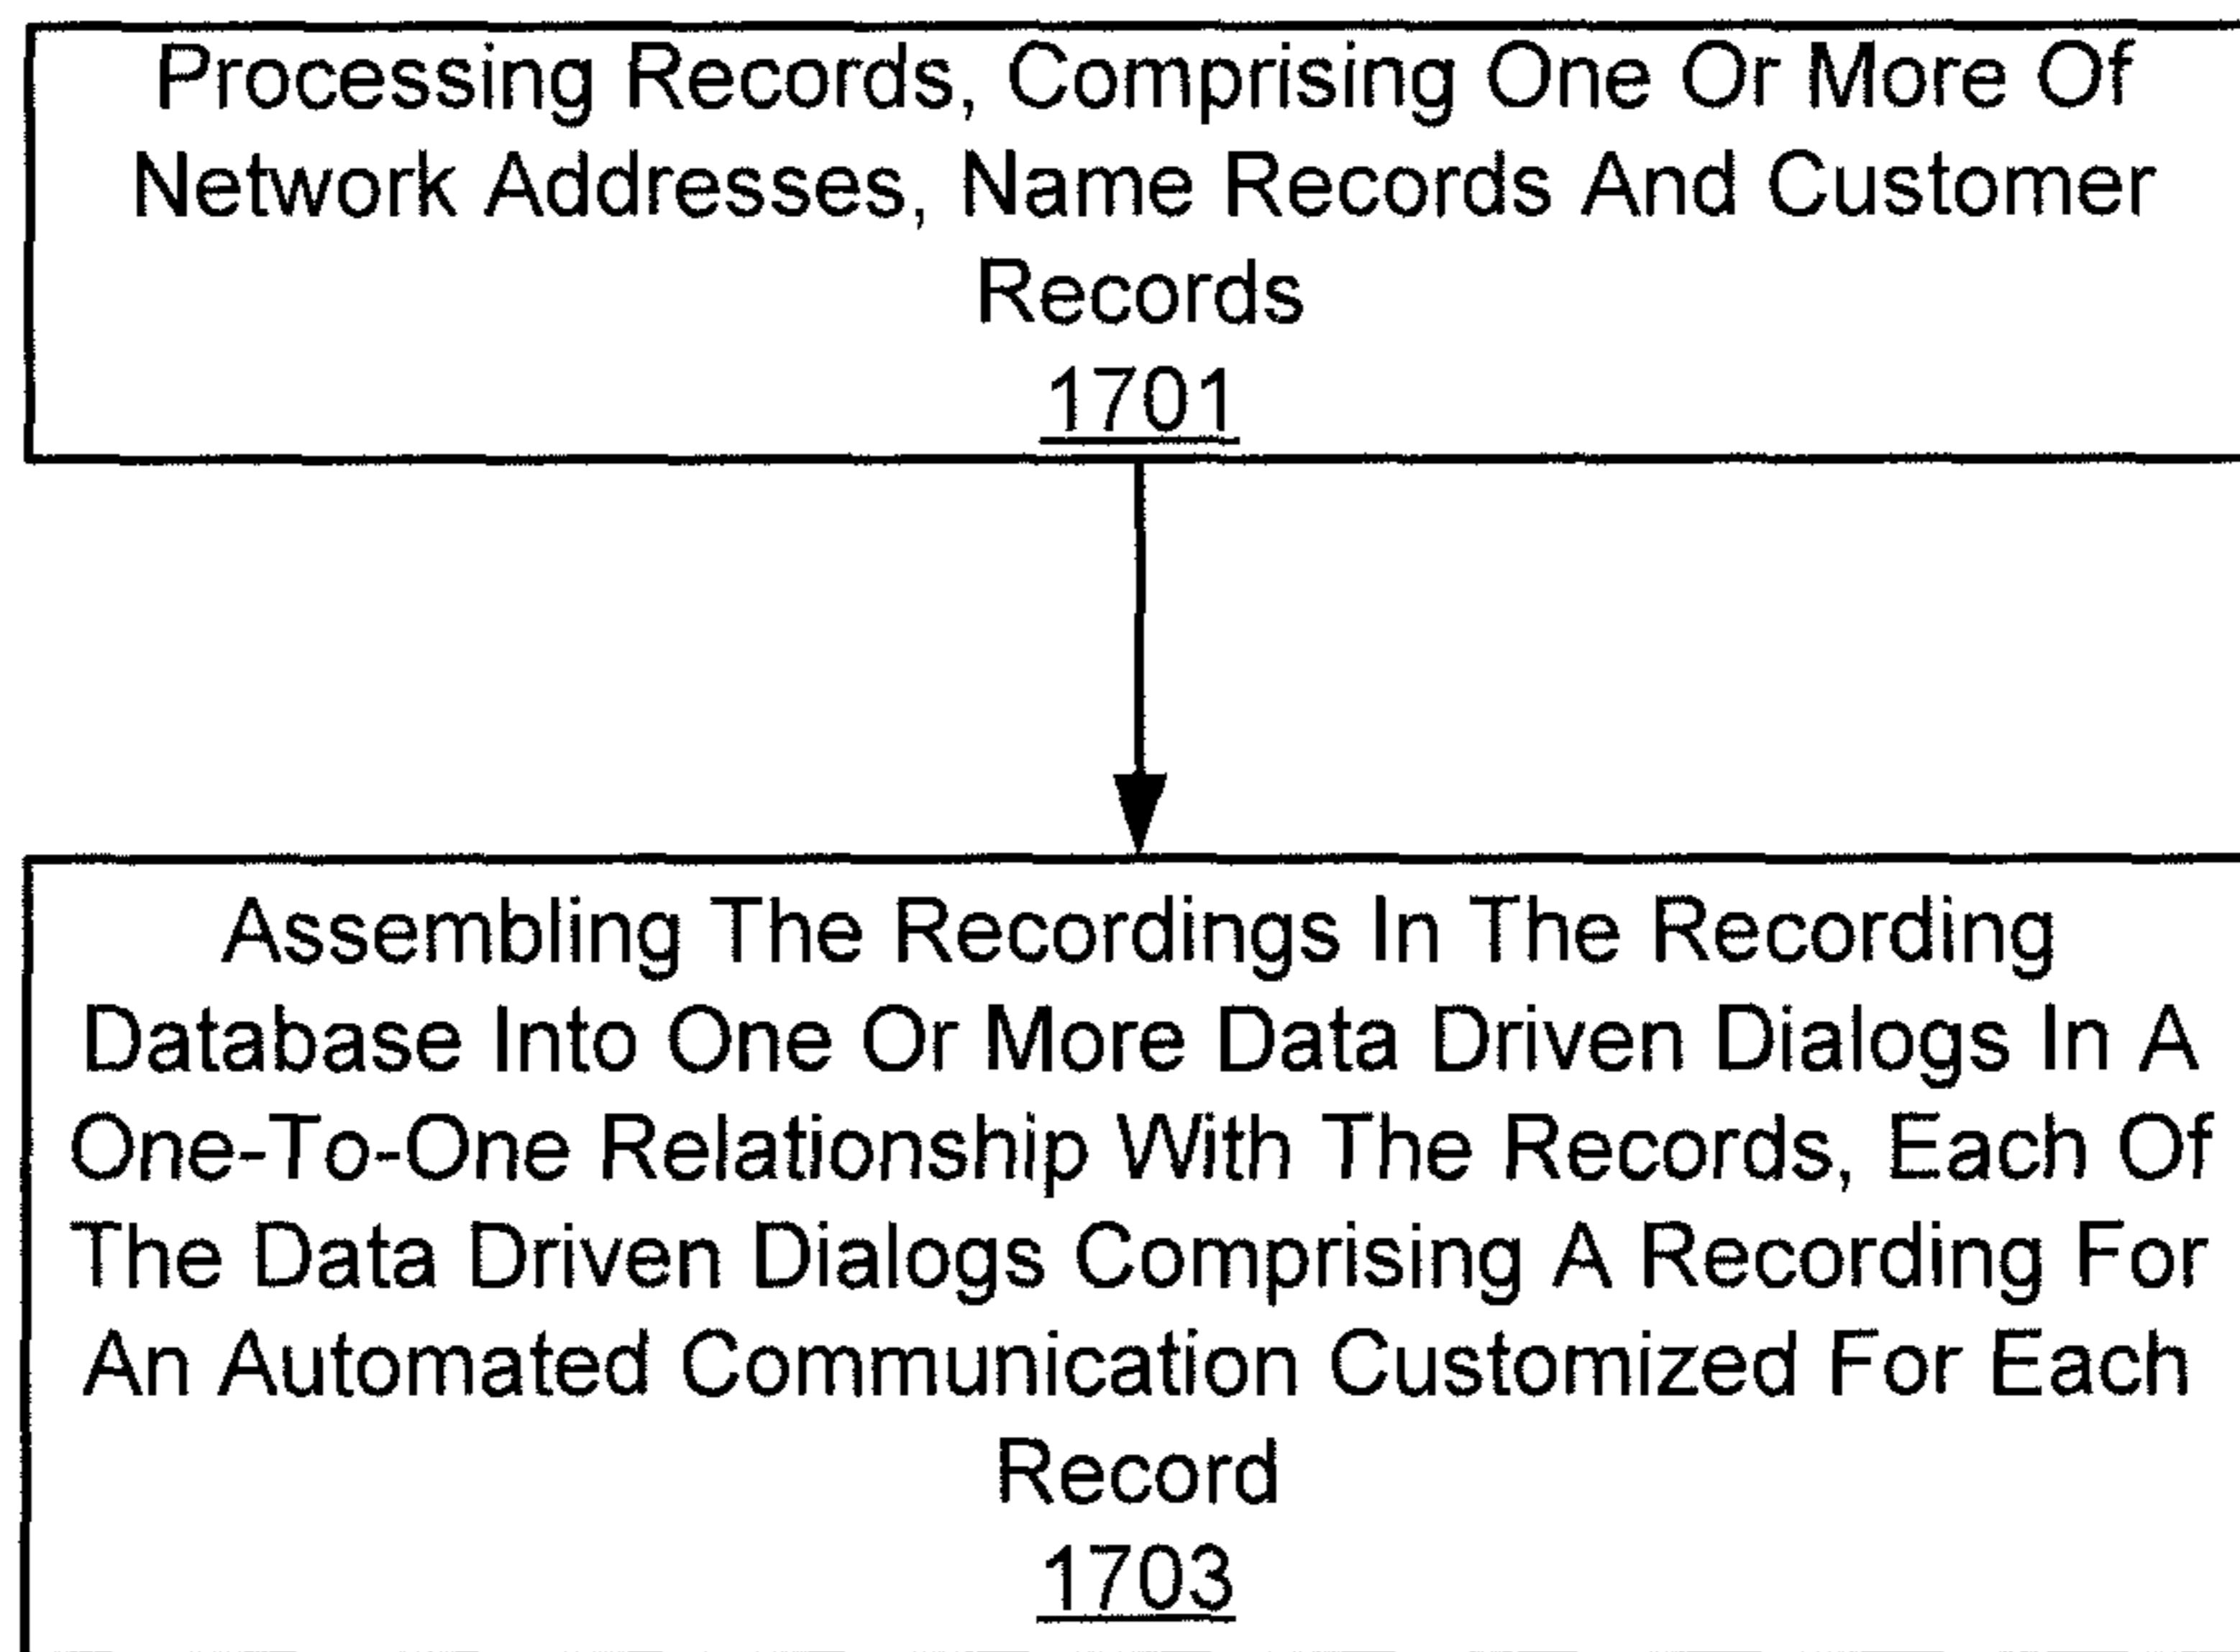 Processing Records, Comprising One Or More Of
Network Addresses, Name Records And Customer
Records
1701
Assembling The Recordings In The Recording
Database Into One Or More Data Driven Dialogs In A
One-To-One Relationship With The Records, Each Of
The Data Driven Dialogs Comprising A Recording For
An Automated Communication Customized For Each
Record
1703